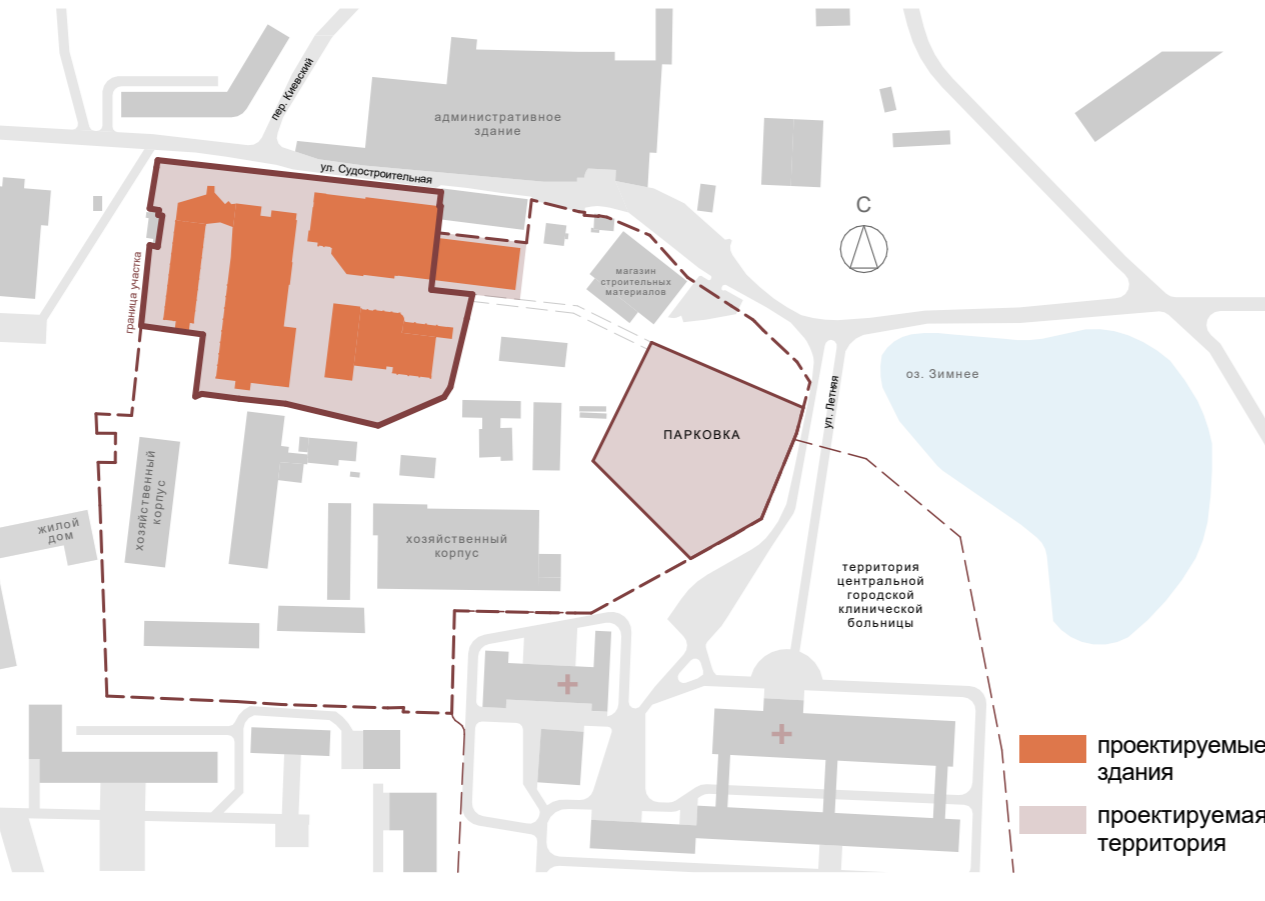 пер. Киевский
административное
здание
ул. Судостроительная
С
граница участка
магазин
строительных
материалов
оз. Зимнее
ул. Летняя
ПАРКОВКА
хозяйственный
корпус
жилой
дом
хозяйственный
корпус
территория
центральной
городской
клинической
больницы
проектируемые
здания
проектируемая
территория